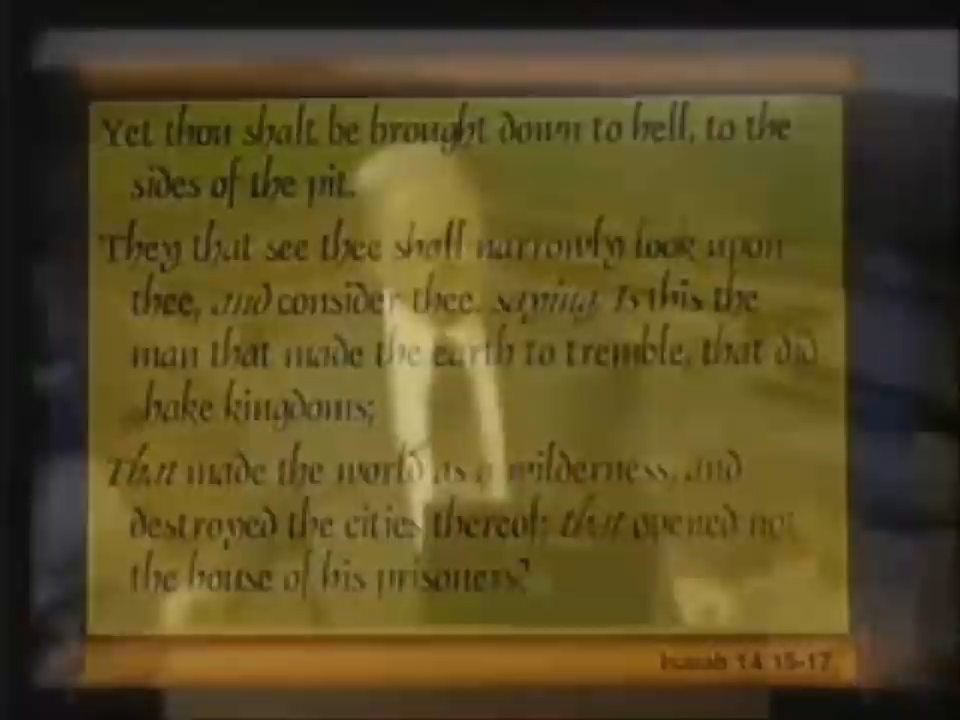 Yet thou shalt be brought down to hell, to the
sides of the pit.
They that see thee shall narrowly look upon
thee, and consider thee, saying, Is this the
man that made the earth to tremble, that did
shake kingdoms;
That made the world as a wilderness, and
destroyed the cities thereof; that opened not
the house of his prisoners?
Isaiah 14:15-17